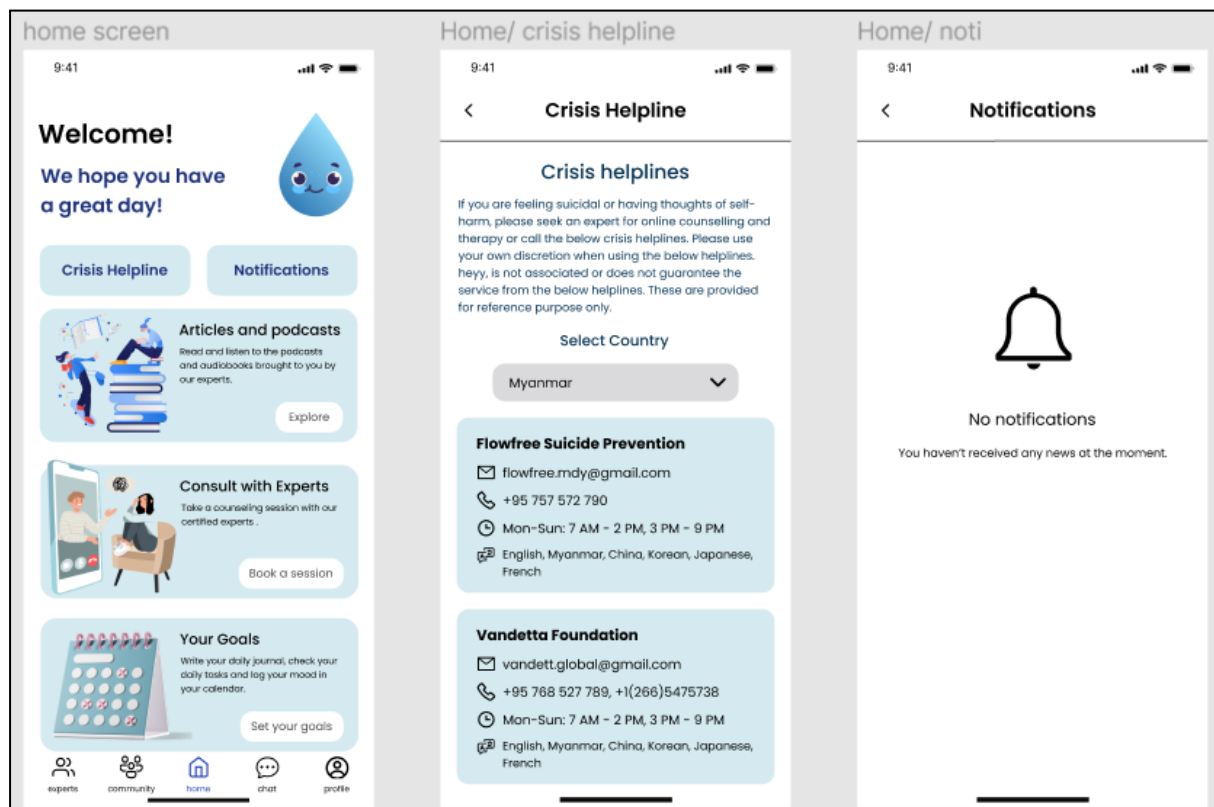 home screen
9:41
Welcome!
We hope you have
a great day!
Crisis Helpline
Notifications
Articles and podcasts
Read and listen to the podcasts
and audiobooks brought to you by
our experts.
Explore
Consult with Experts
Take a counseling session with our
certified experts .
Book a session
Your Goals
Write your daily journal, check your
daily tasks and log your mood in
your calendar.
Set your goals
experts
community
home
chat
profile
Home/ crisis helpline
9:41
Crisis Helpline
Crisis helplines
If you are feeling suicidal or having thoughts of self-
harm, please seek an expert for online counselling and
therapy or call the below crisis helplines. Please use
your own discretion when using the below helplines.
heyy, is not associated or does not guarantee the
service from the below helplines. These are provided
for reference purpose only.
Select Country
Myanmar
Flowfree Suicide Prevention
flowfree.mdy@gmail.com
+95 757 572 790
Mon-Sun: 7 AM - 2 PM, 3 PM - 9 PM
English, Myanmar, China, Korean, Japanese,
French
Vandetta Foundation
vandett.global@gmail.com
+95 768 527 789, +1(266)5475738
Mon-Sun: 7 AM - 2 PM, 3 PM - 9 PM
English, Myanmar, China, Korean, Japanese,
French
Home/ noti
9:41
Notifications
No notifications
You haven't received any news at the moment.